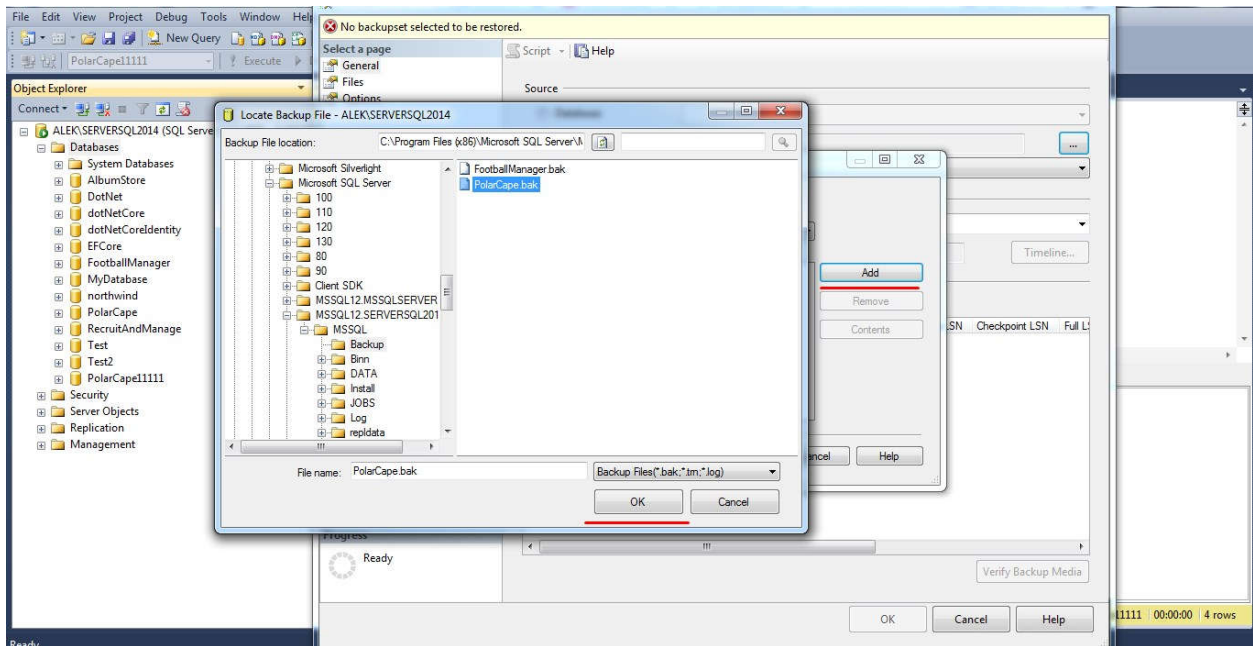 File Edit View Project Debug Tools Window Help
New Query
PolarCape11111
Execute
Object Explorer
Connect
ALEK\SERVERSQL2014 (SQL Serve
Databases
System Databases
AlbumStore
DotNet
dotNetCore
dotNetCoreIdentity
EFCore
FootballManager
MyDatabase
northwind
PolarCape
RecruitAndManage
Test
Test2
PolarCape11111
Security
Server Objects
Replication
Management
Ready
No backupset selected to be restored.
Select a page
General
Files
Options
Script
Help
Source
...
Timeline...
LSN Checkpoint LSN Full LS
Progress
Ready
Verify Backup Media
OK
Cancel
Help
Add
Remove
Contents
ancel
Help
Locate Backup File - ALEK\SERVERSQL2014
Backup File location:
C:\Program Files (x86)\Microsoft SQL Server\M
Microsoft Silverlight
Microsoft SQL Server
100
110
120
130
80
90
Client SDK
MSSQL12.MSSQLSERVER
MSSQL12.SERVERSQL201
MSSQL
Backup
Binn
DATA
Install
JOBS
Log
repldata
FootballManager.bak
PolarCape.bak
File name: PolarCape.bak
Backup Files(*.bak;*.trn;*.log)
OK
Cancel
11111 00:00:00 4 rows